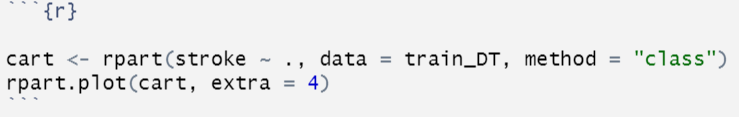 ```{r}
cart <- rpart(stroke ~ ., data = train_DT, method = "class")
rpart.plot(cart, extra = 4)
```